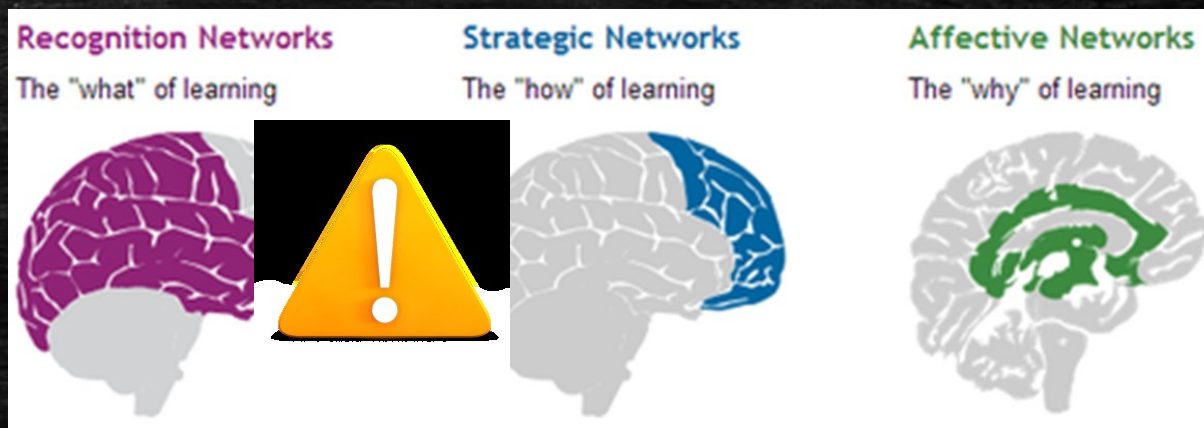 Recognition Networks
The "what" of learning
Strategic Networks
The "how" of learning
Affective Networks
The "why" of learning